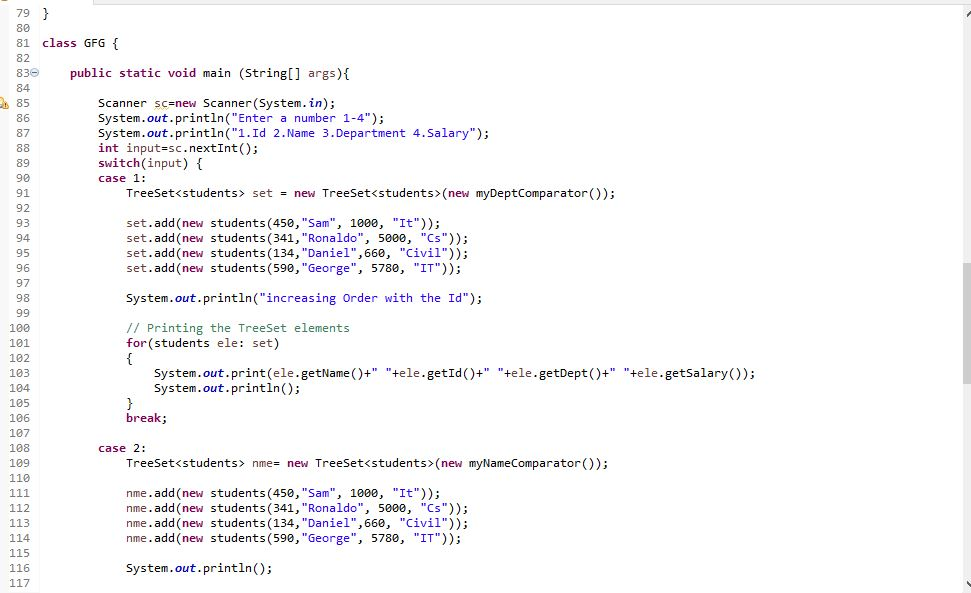 79 }
80
81 class GFG {
82
83 public static void main (String[] args){
84
85 Scanner sc=new Scanner(System.in);
86 System.out.println("Enter a number 1-4");
87 System.out.println("1.Id 2.Name 3.Department 4.Salary");
88 int input=sc.nextInt();
89 switch(input) {
90 case 1:
91 TreeSet<students> set = new TreeSet<students>(new myDeptComparator());
92
93 set.add(new students(450,"Sam", 1000, "It"));
94 set.add(new students(341,"Ronaldo", 5000, "Cs"));
95 set.add(new students(134,"Daniel",660, "Civil"));
96 set.add(new students(590,"George", 5780, "IT"));
97
98 System.out.println("increasing Order with the Id");
99
100 // Printing the TreeSet elements
101 for(students ele: set)
102 {
103 System.out.print(ele.getName()+" "+ele.getId()+" "+ele.getDept()+" "+ele.getSalary());
104 System.out.println();
105 }
106 break;
107
108 case 2:
109 TreeSet<students> nme= new TreeSet<students>(new myNameComparator());
110
111 nme.add(new students(450,"Sam", 1000, "It"));
112 nme.add(new students(341,"Ronaldo", 5000, "Cs"));
113 nme.add(new students(134,"Daniel",660, "Civil"));
114 nme.add(new students(590,"George", 5780, "IT"));
115
116 System.out.println();
117